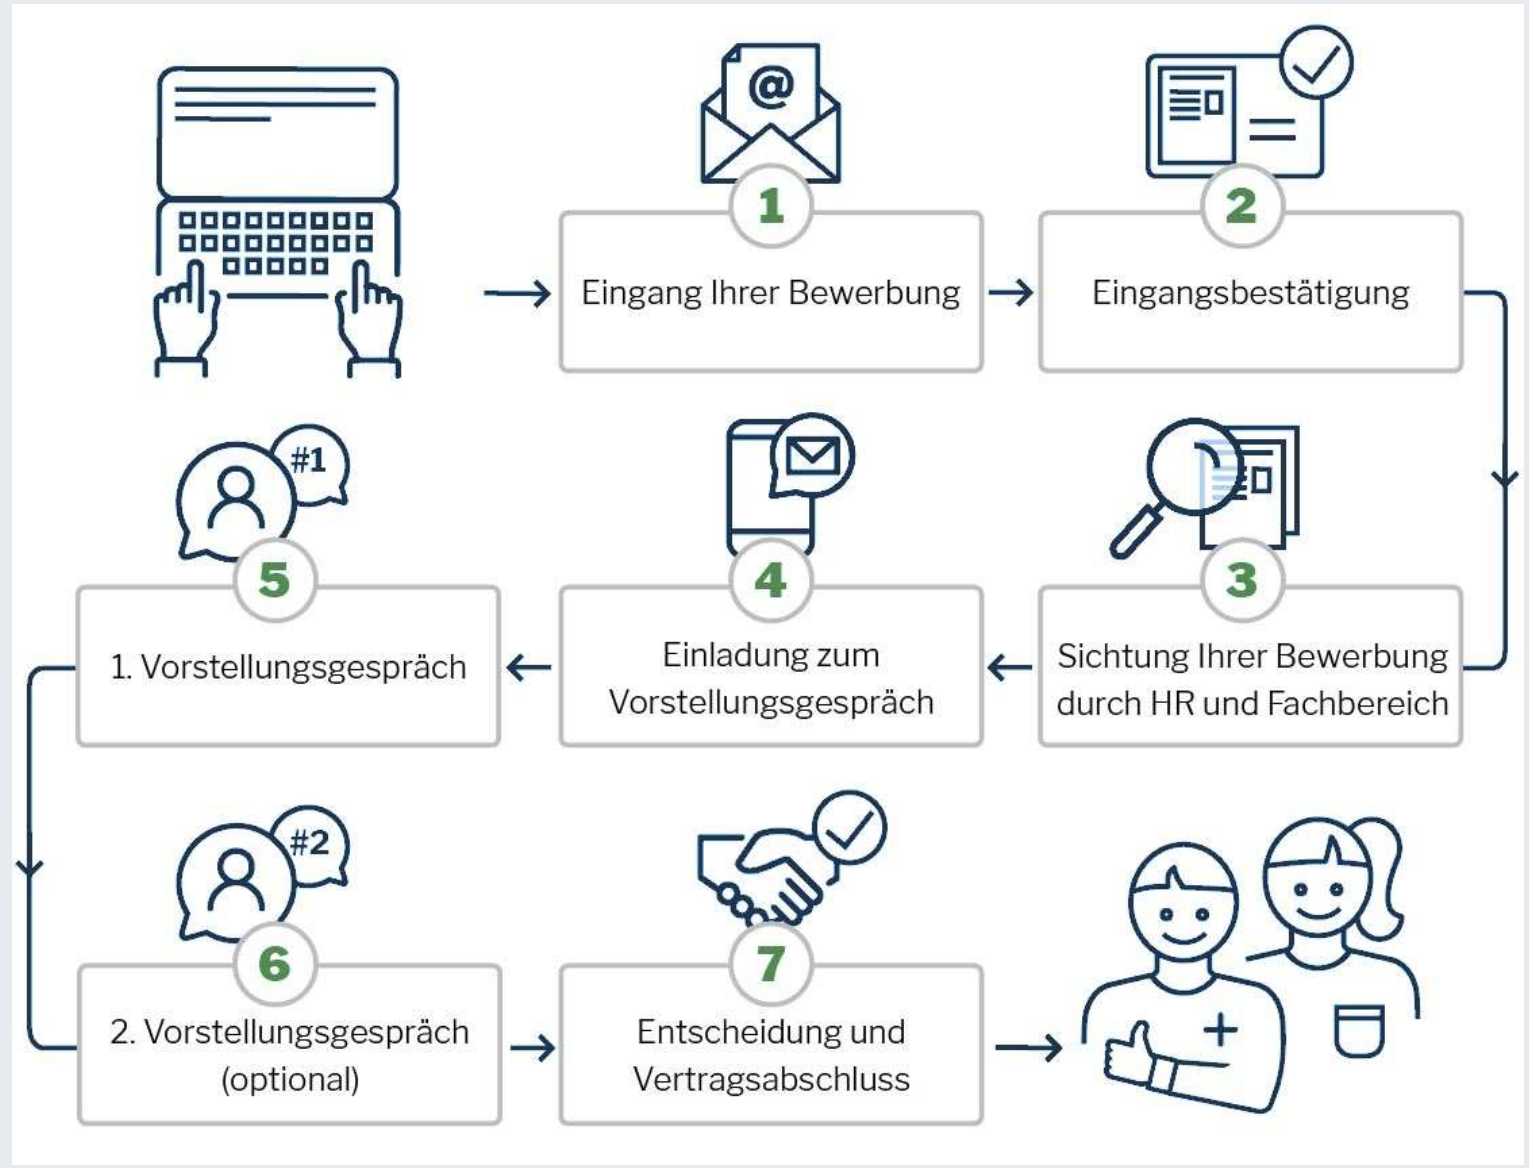 @
1
Eingang Ihrer Bewerbung
2
Eingangsbestätigung
3
Sichtung Ihrer Bewerbung
durch HR und Fachbereich
4
Einladung zum
Vorstellungsgespräch
#1
5
1. Vorstellungsgespräch
#2
6
2. Vorstellungsgespräch
(optional)
7
Entscheidung und
Vertragsabschluss